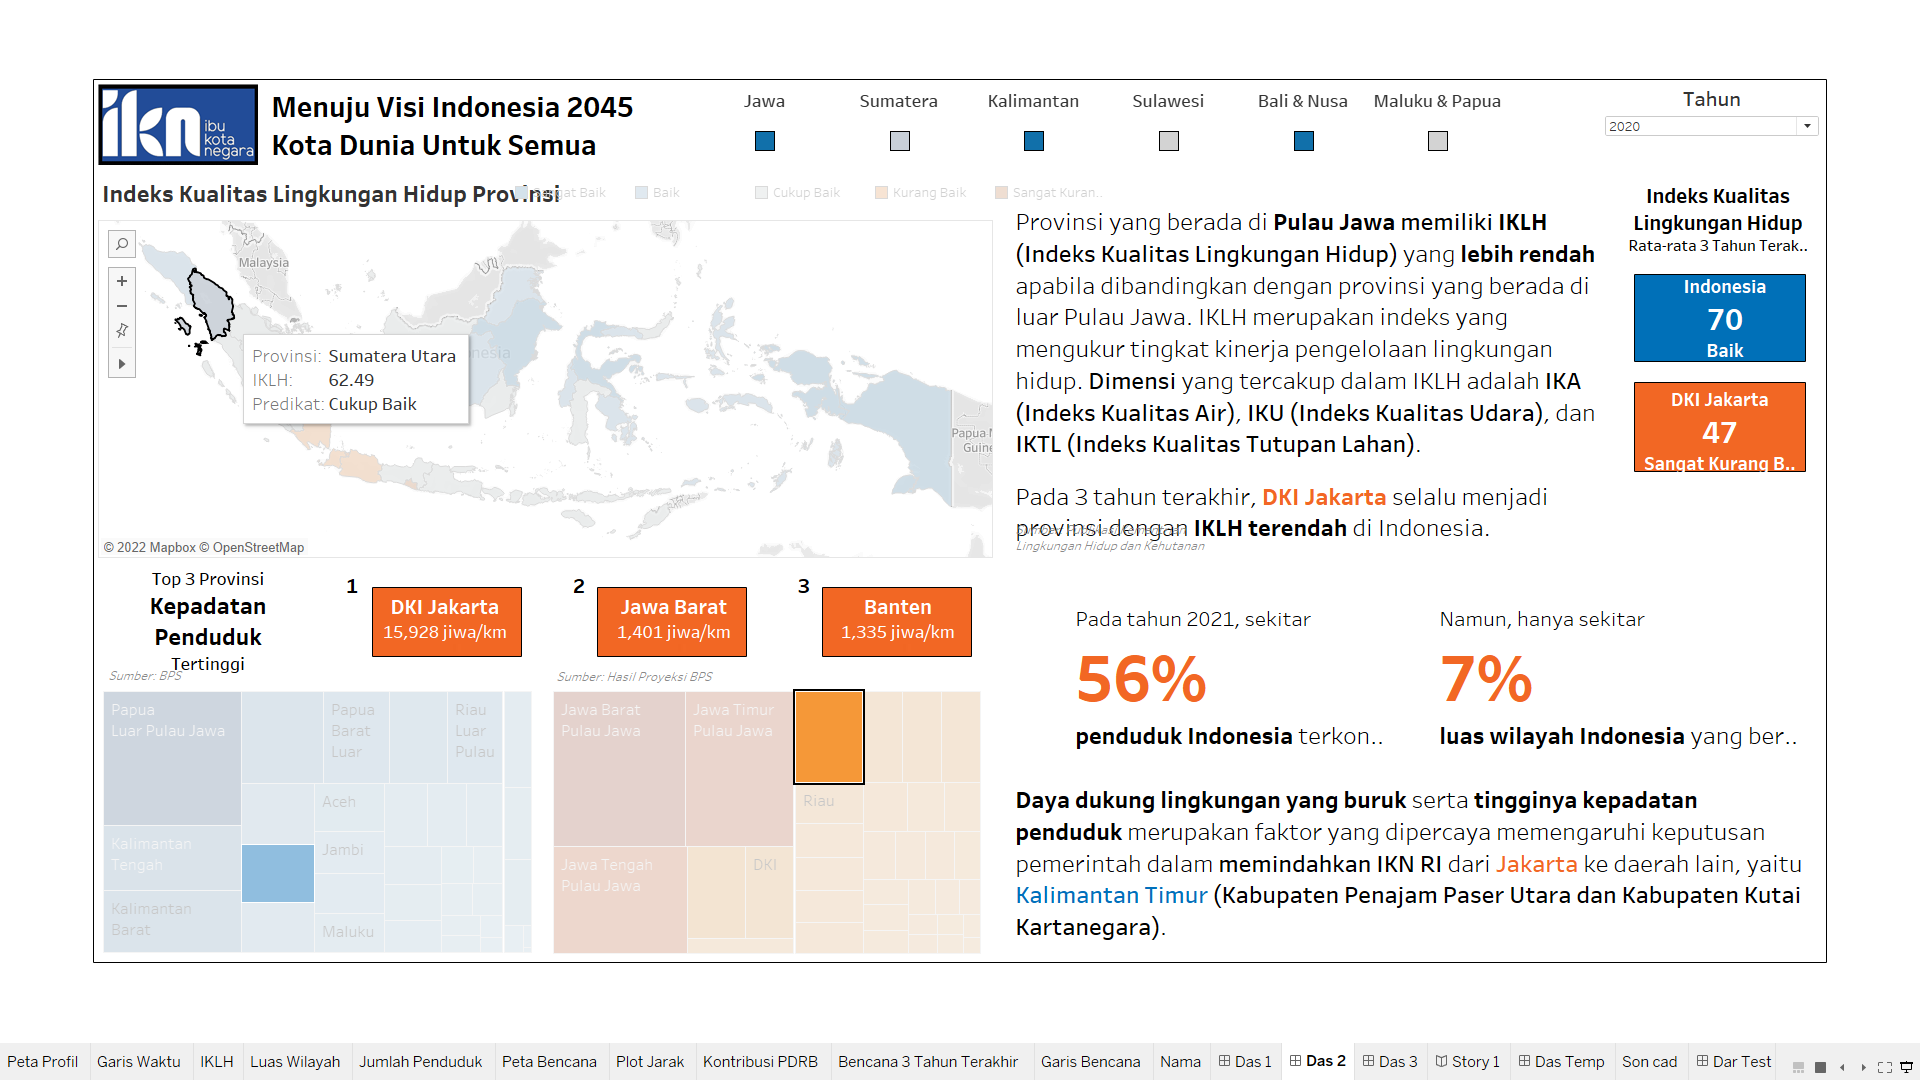 ikn ibu
kota
negara
Menuju Visi Indonesia 2045
Kota Dunia Untuk Semua
Jawa
Sumatera
Kalimantan
Sulawesi
Bali & Nusa
Maluku & Papua
Tahun
2020
Indeks Kualitas Lingkungan Hidup Provinsi
Sangat Baik
Baik
Cukup Baik
Kurang Baik
Sangat Kuran...
Malaysia
Provinsi: Sumatera Utara
IKLH: 62.49
Predikat: Cukup Baik
Papua N
Guine
© 2022 Mapbox © OpenStreetMap
Provinsi yang berada di Pulau Jawa memiliki IKLH
(Indeks Kualitas Lingkungan Hidup) yang lebih rendah
apabila dibandingkan dengan provinsi yang berada di
luar Pulau Jawa. IKLH merupakan indeks yang
mengukur tingkat kinerja pengelolaan lingkungan
hidup. Dimensi yang tercakup dalam IKLH adalah IKA
(Indeks Kualitas Air), IKU (Indeks Kualitas Udara), dan
IKTL (Indeks Kualitas Tutupan Lahan).
Pada 3 tahun terakhir, DKI Jakarta selalu menjadi
provinsi dengan IKLH terendah di Indonesia.
Lingkungan Hidup dan Kehutanan
Indeks Kualitas
Lingkungan Hidup
Rata-rata 3 Tahun Terak..
Indonesia
70
Baik
DKI Jakarta
47
Sangat Kurang B..
Top 3 Provinsi
Kepadatan
Penduduk
Tertinggi
1
DKI Jakarta
15,928 jiwa/km
2
Jawa Barat
1,401 jiwa/km
3
Banten
1,335 jiwa/km
Sumber: BPS
Papua
Luar Pulau Jawa
Papua
Barat
Luar
Riau
Luar
Pulau
Aceh
Kalimantan
Tengah
Jambi
Kalimantan
Barat
Maluku
Sumber: Hasil Proyeksi BPS
Jawa Barat
Pulau Jawa
Jawa Timur
Pulau Jawa
Riau
Jawa Tengah
Pulau Jawa
DKI
Pada tahun 2021, sekitar
56%
penduduk Indonesia terkon..
Namun, hanya sekitar
7%
luas wilayah Indonesia yang ber..
Daya dukung lingkungan yang buruk serta tingginya kepadatan
penduduk merupakan faktor yang dipercaya memengaruhi keputusan
pemerintah dalam memindahkan IKN RI dari Jakarta ke daerah lain, yaitu
Kalimantan Timur (Kabupaten Penajam Paser Utara dan Kabupaten Kutai
Kartanegara).
Peta Profil
Garis Waktu
IKLH
Luas Wilayah
Jumlah Penduduk
Peta Bencana
Plot Jarak
Kontribusi PDRB
Bencana 3 Tahun Terakhir
Garis Bencana
Nama
Das 1
Das 2
Das 3
Story 1
Das Temp
Son cad
Dar Test